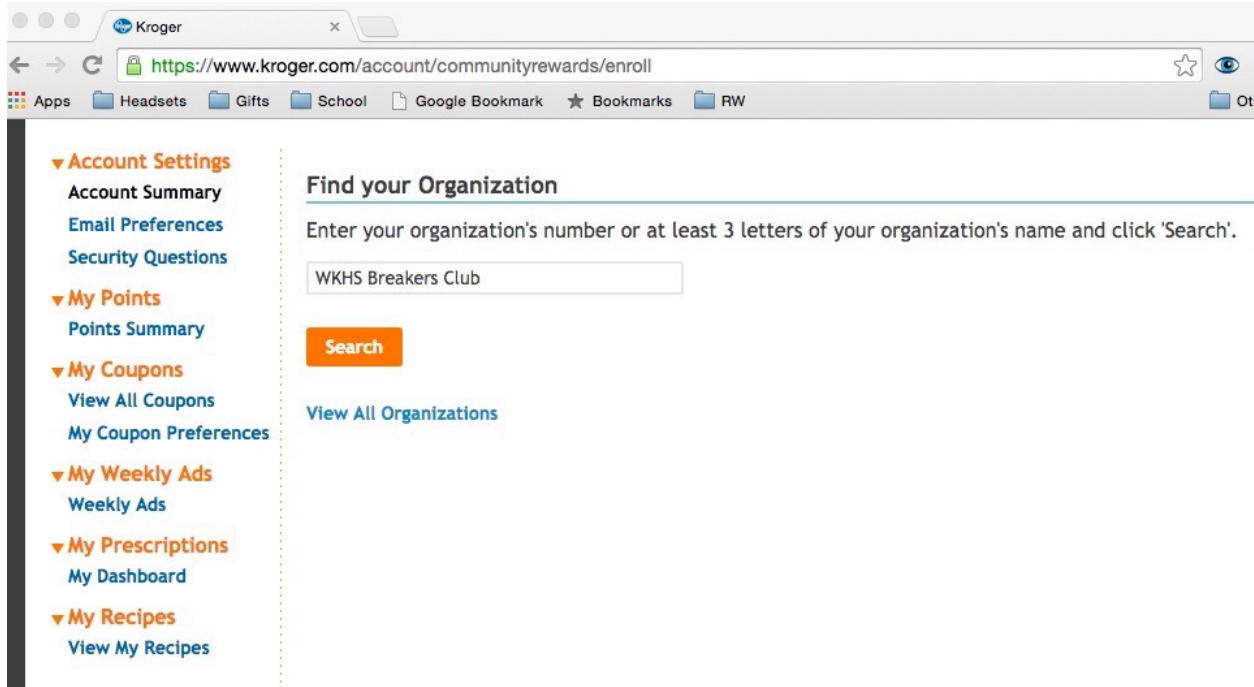 Kroger
https://www.kroger.com/account/communityrewards/enroll
Apps Headsets Gifts School Google Bookmark Bookmarks RW Ot
Account Settings
Account Summary
Email Preferences
Security Questions
My Points
Points Summary
My Coupons
View All Coupons
My Coupon Preferences
My Weekly Ads
Weekly Ads
My Prescriptions
My Dashboard
My Recipes
View My Recipes
Find your Organization
Enter your organization's number or at least 3 letters of your organization's name and click 'Search'.
WKHS Breakers Club
Search
View All Organizations